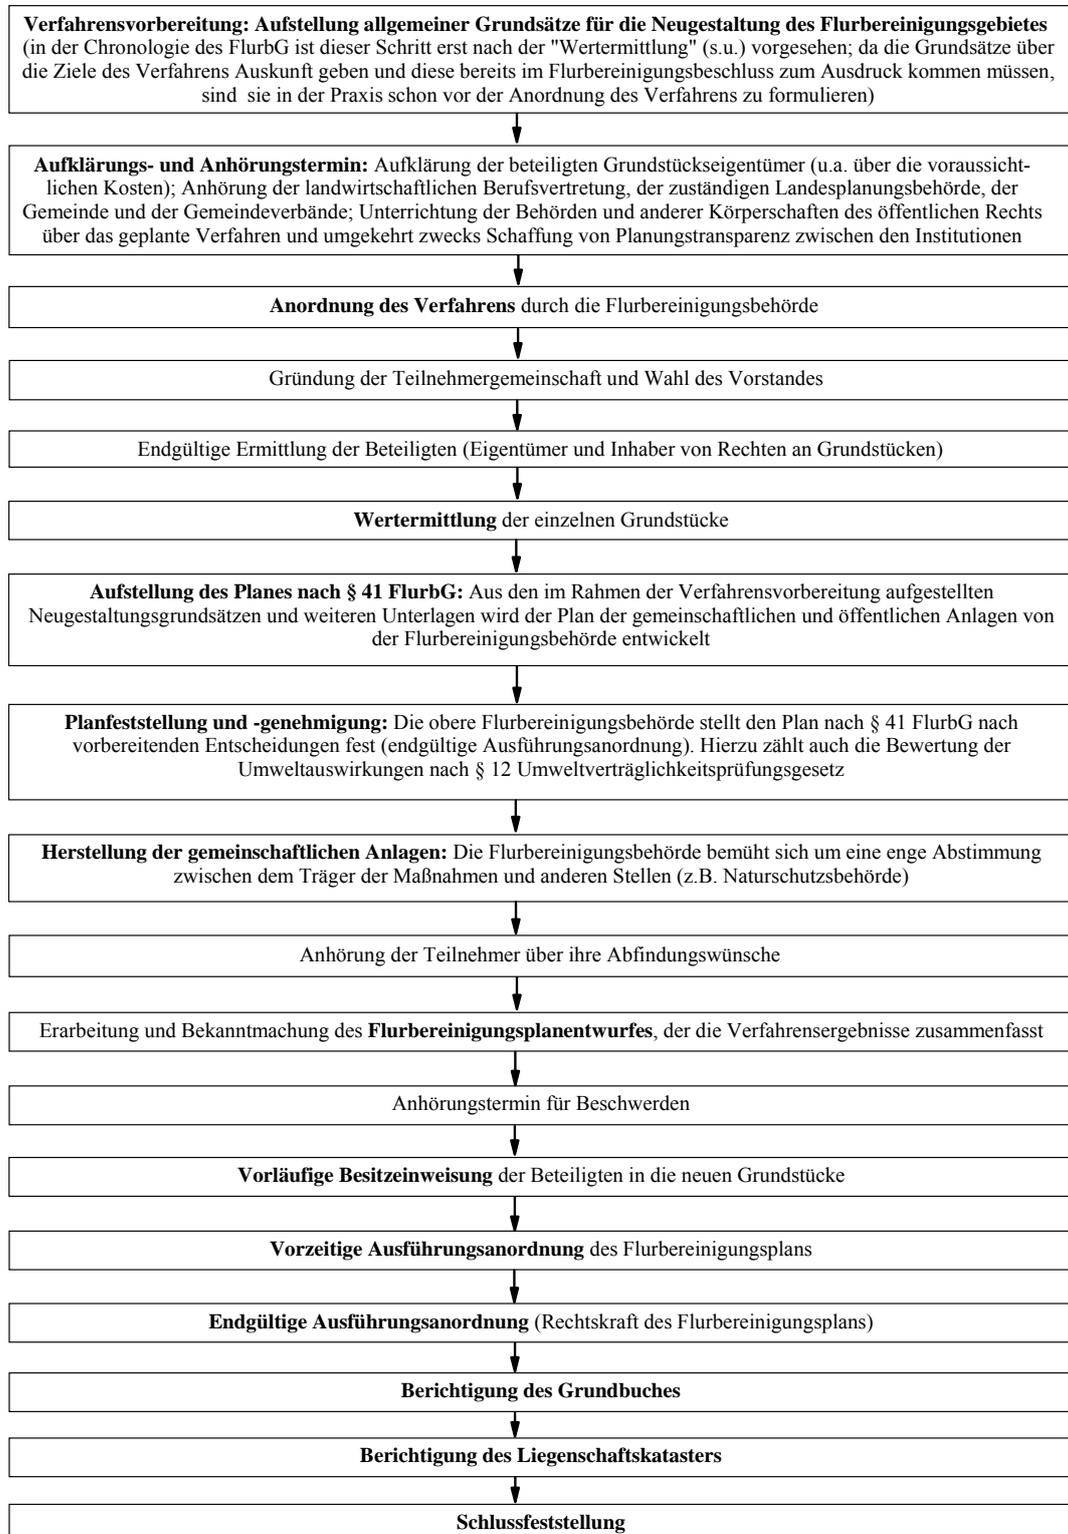 Verfahrensvorbereitung: Aufstellung allgemeiner Grundsätze für die Neugestaltung des Flurbereinigungsgebietes
(in der Chronologie des FlurbG ist dieser Schritt erst nach der "Wertermittlung" (s.u.) vorgesehen; da die Grundsätze über
die Ziele des Verfahrens Auskunft geben und diese bereits im Flurbereinigungsbeschluss zum Ausdruck kommen müssen,
sind sie in der Praxis schon vor der Anordnung des Verfahrens zu formulieren)
Aufklärungs- und Anhörungstermin: Aufklärung der beteiligten Grundstückseigentümer (u.a. über die voraussicht-
lichen Kosten); Anhörung der landwirtschaftlichen Berufsvertretung, der zuständigen Landesplanungsbehörde, der
Gemeinde und der Gemeindeverbände; Unterrichtung der Behörden und anderer Körperschaften des öffentlichen Rechts
über das geplante Verfahren und umgekehrt zwecks Schaffung von Planungstransparenz zwischen den Institutionen
Anordnung des Verfahrens durch die Flurbereinigungsbehörde
Gründung der Teilnehmergemeinschaft und Wahl des Vorstandes
Endgültige Ermittlung der Beteiligten (Eigentümer und Inhaber von Rechten an Grundstücken)
Wertermittlung der einzelnen Grundstücke
Aufstellung des Planes nach § 41 FlurbG: Aus den im Rahmen der Verfahrensvorbereitung aufgestellten
Neugestaltungsgrundsätzen und weiteren Unterlagen wird der Plan der gemeinschaftlichen und öffentlichen Anlagen von
der Flurbereinigungsbehörde entwickelt
Planfeststellung und -genehmigung: Die obere Flurbereinigungsbehörde stellt den Plan nach § 41 FlurbG nach
vorbereitenden Entscheidungen fest (endgültige Ausführungsanordnung). Hierzu zählt auch die Bewertung der
Umweltauswirkungen nach § 12 Umweltverträglichkeitsprüfungsgesetz
Herstellung der gemeinschaftlichen Anlagen: Die Flurbereinigungsbehörde bemüht sich um eine enge Abstimmung
zwischen dem Träger der Maßnahmen und anderen Stellen (z.B. Naturschutzsbehörde)
Anhörung der Teilnehmer über ihre Abfindungswünsche
Erarbeitung und Bekanntmachung des Flurbereinigungsplanentwurfes, der die Verfahrensergebnisse zusammenfasst
Anhörungstermin für Beschwerden
Vorläufige Besitzeinweisung der Beteiligten in die neuen Grundstücke
Vorzeitige Ausführungsanordnung des Flurbereinigungsplans
Endgültige Ausführungsanordnung (Rechtskraft des Flurbereinigungsplans)
Berichtigung des Grundbuches
Berichtigung des Liegenschaftskatasters
Schlussfeststellung